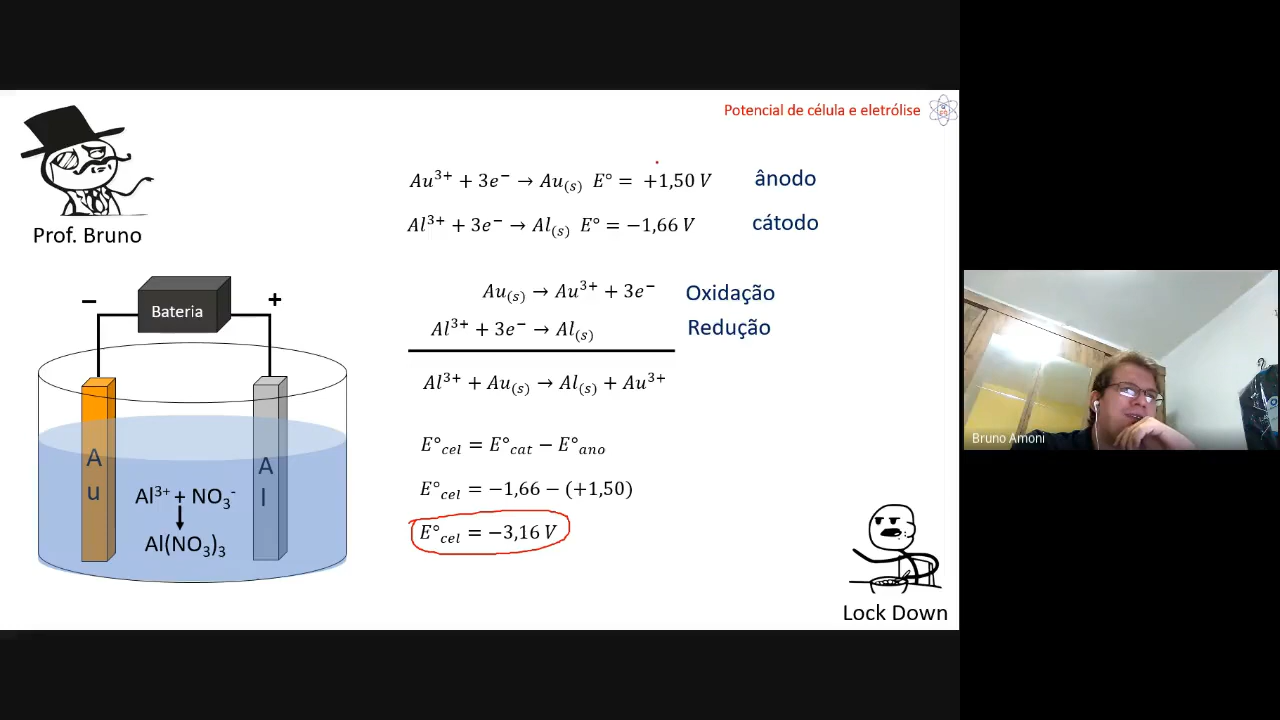 Potencial de célula e eletrólise
Prof. Bruno
Au³⁺ + 3e⁻ → Au₍ₛ₎ E° = +1,50 V ânodo
Al³⁺ + 3e⁻ → Al₍ₛ₎ E° = −1,66 V cátodo
Au₍ₛ₎ → Au³⁺ + 3e⁻ Oxidação
Al³⁺ + 3e⁻ → Al₍ₛ₎ Redução
Al³⁺ + Au₍ₛ₎ → Al₍ₛ₎ + Au³⁺
E°cel = E°cat − E°ano
E°cel = −1,66 − (+1,50)
E°cel = −3,16 V
− Bateria +
Au
Al
Al³⁺ + NO₃⁻
Al(NO₃)₃
Lock Down
Bruno Amoni